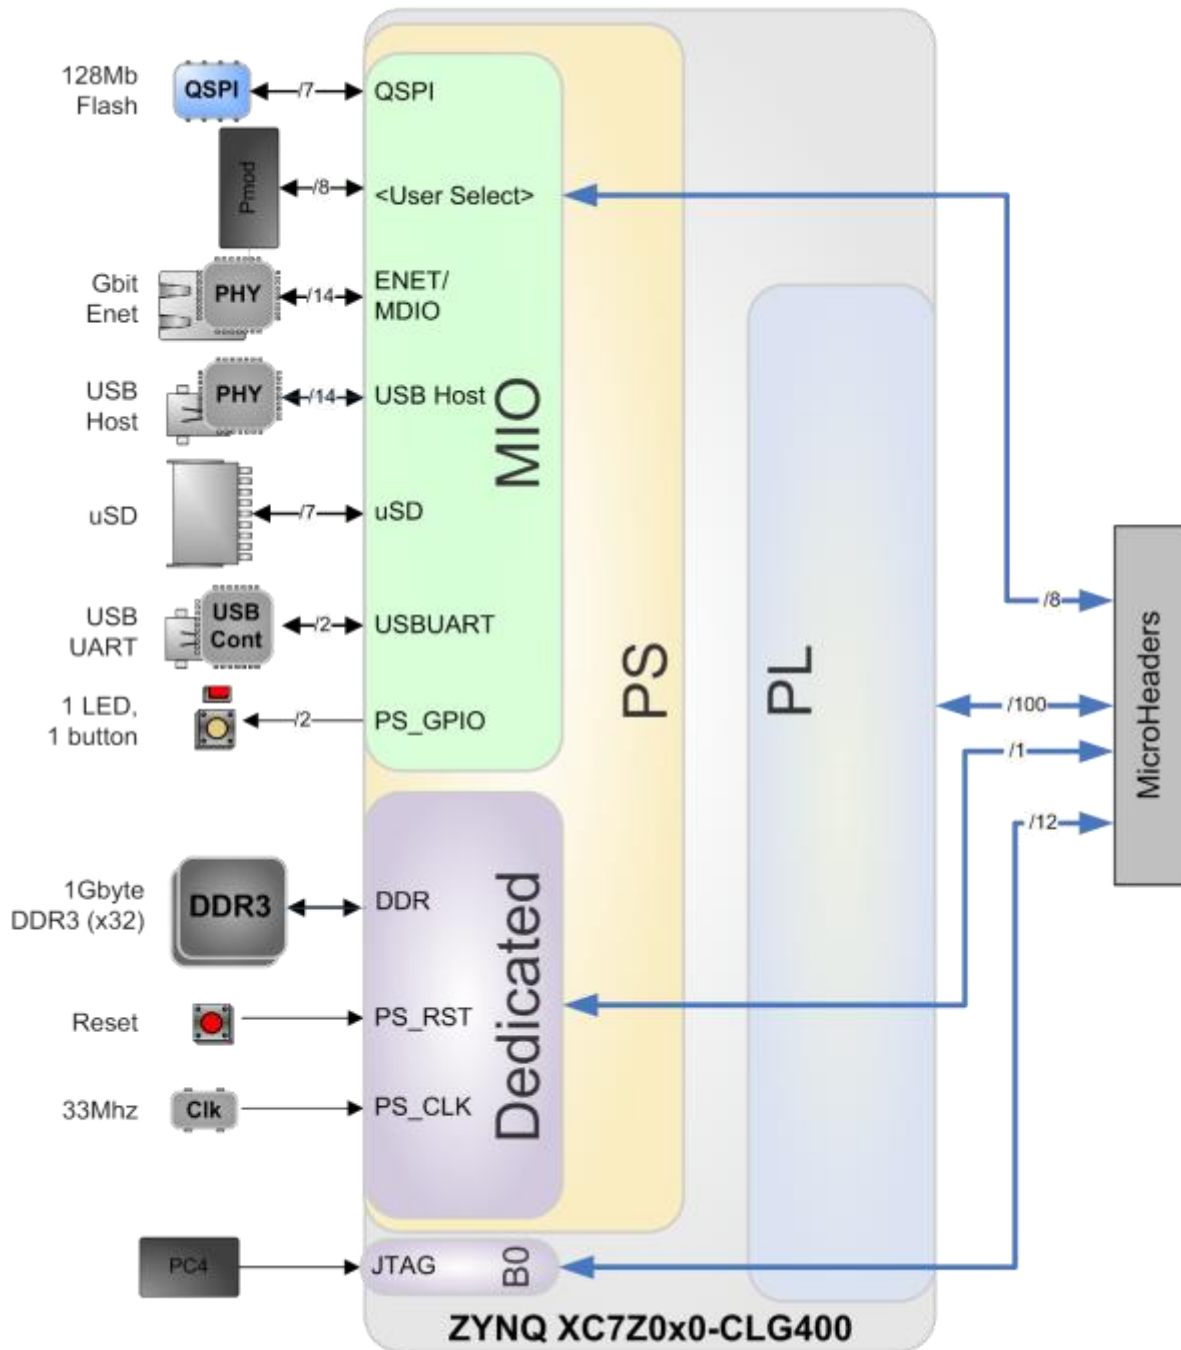 128Mb
Flash
QSPI
/7
QSPI
Pmod
/8
<User Select>
Gbit
Enet
PHY
/14
ENET/
MDIO
USB
Host
PHY
/14
USB Host
MIO
uSD
/7
uSD
USB
UART
USB
Cont
/2
USBUART
1 LED,
1 button
/2
PS_GPIO
PS
PL
/8
/100
/1
/12
MicroHeaders
1Gbyte
DDR3 (x32)
DDR3
DDR
Reset
PS_RST
Dedicated
33Mhz
Clk
PS_CLK
PC4
JTAG
B0
ZYNQ XC7Z0x0-CLG400